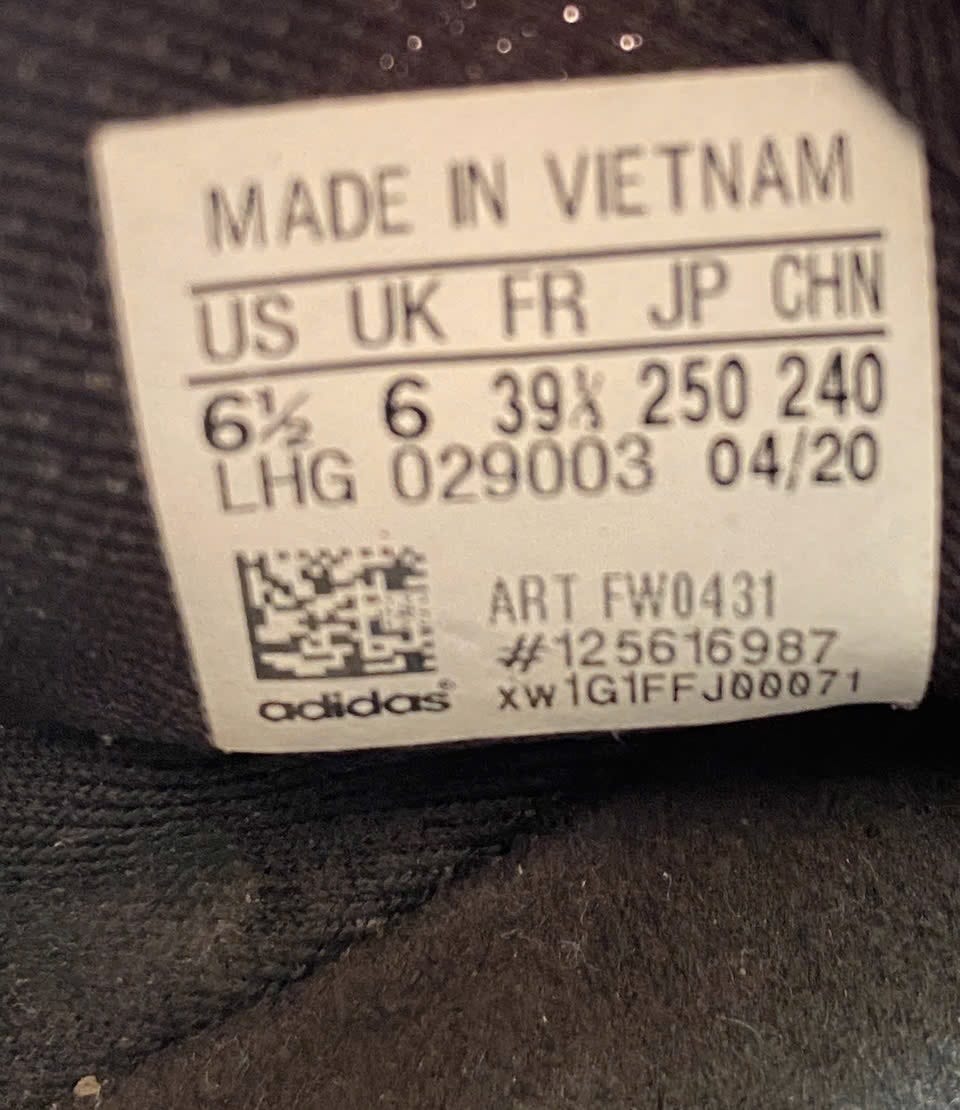 MADE IN VIETNAM
US UK FR JP CHN
6½ 6 39⅓ 250 240
LHG 029003 04/20
ART FW0431
#125616987
xw1G1FFJ00071
adidas®